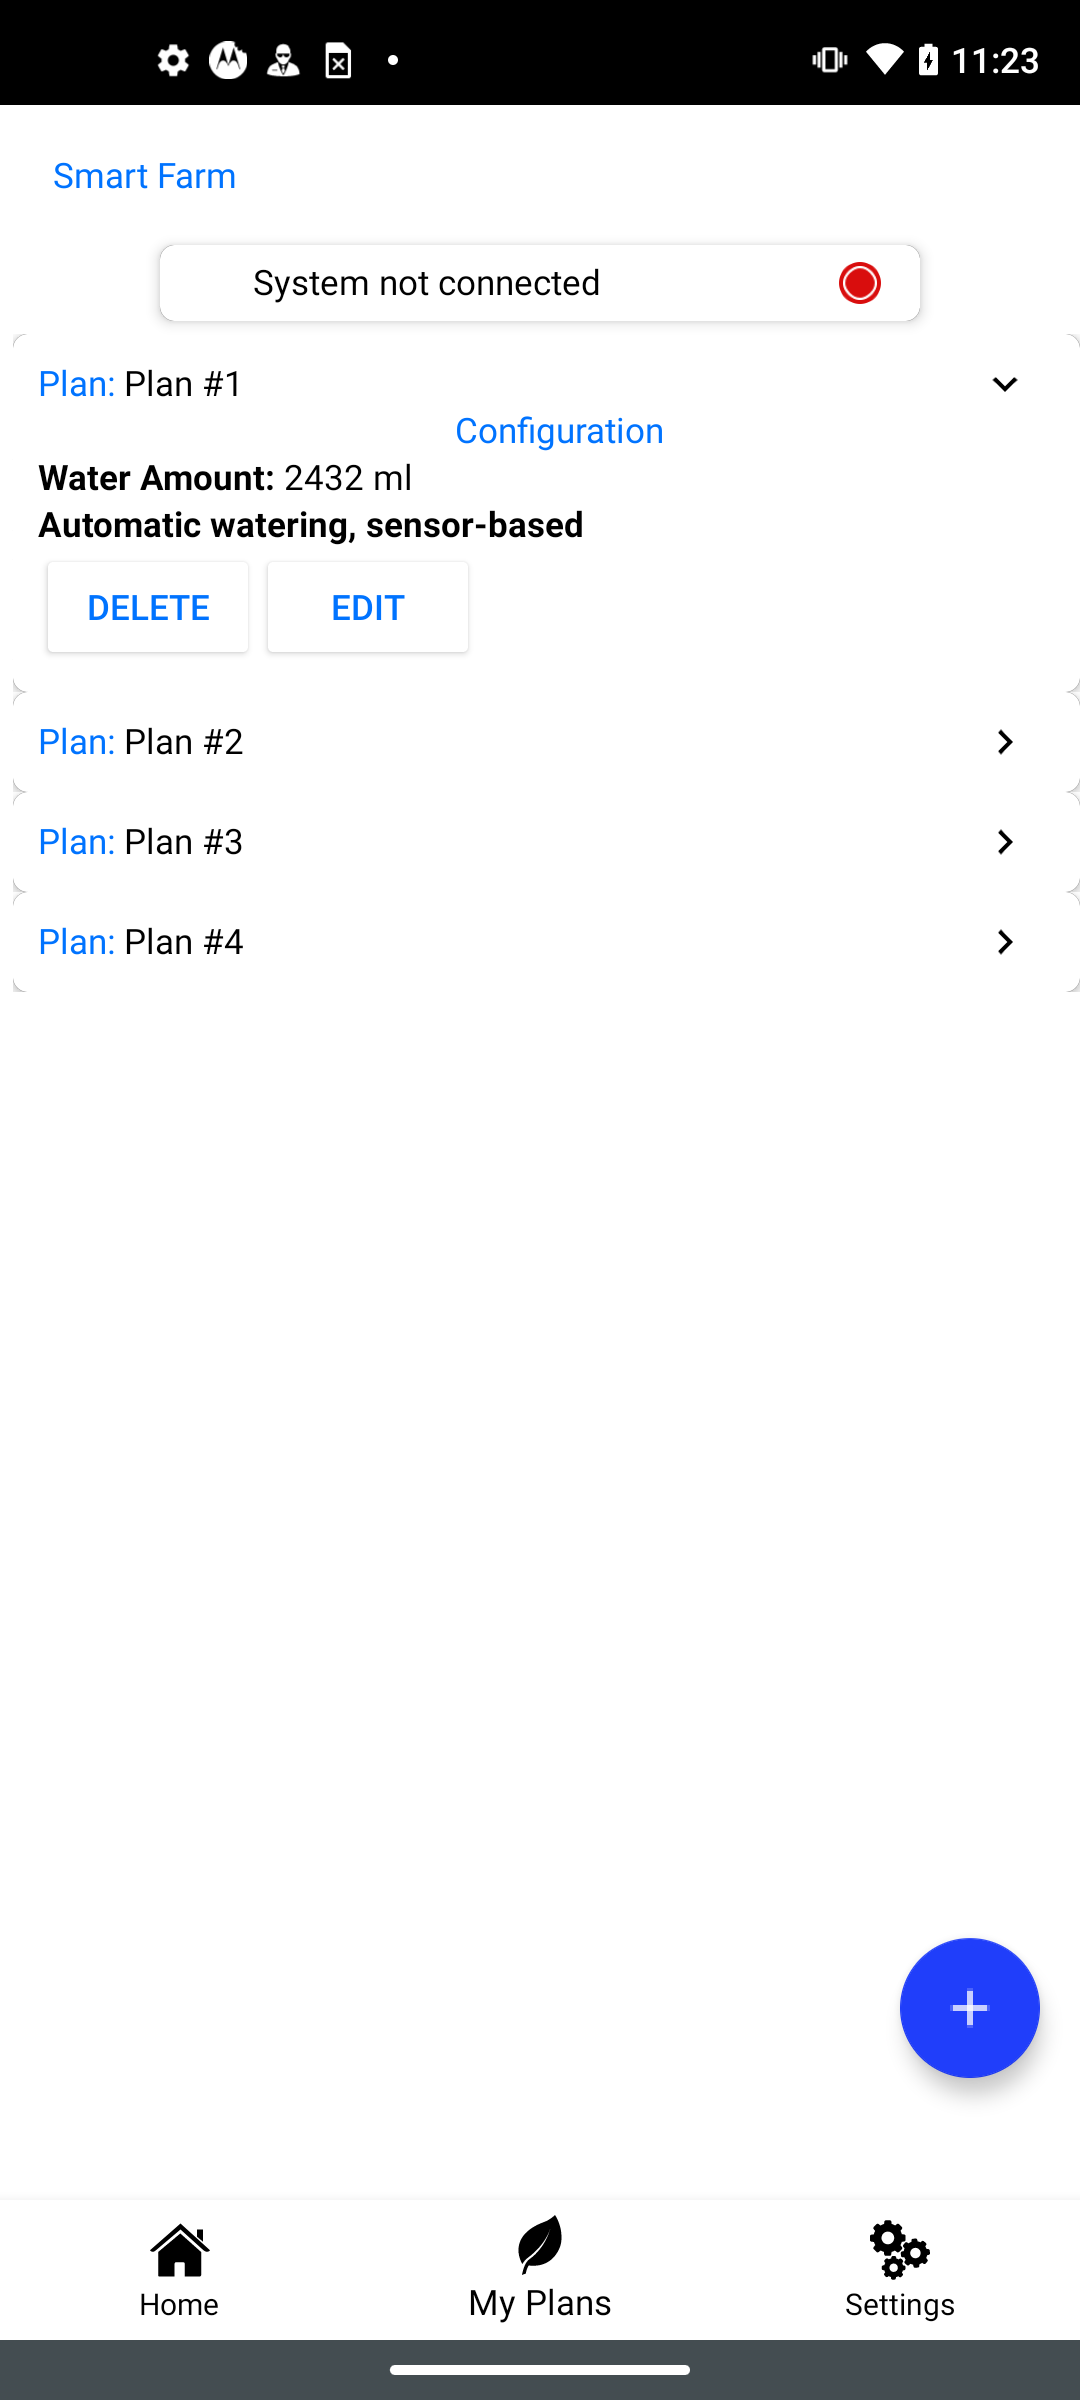 11:23
Smart Farm
System not connected
Plan: Plan #1
Configuration
Water Amount: 2432 ml
Automatic watering, sensor-based
DELETE EDIT
Plan: Plan #2
Plan: Plan #3
Plan: Plan #4
Home My Plans Settings